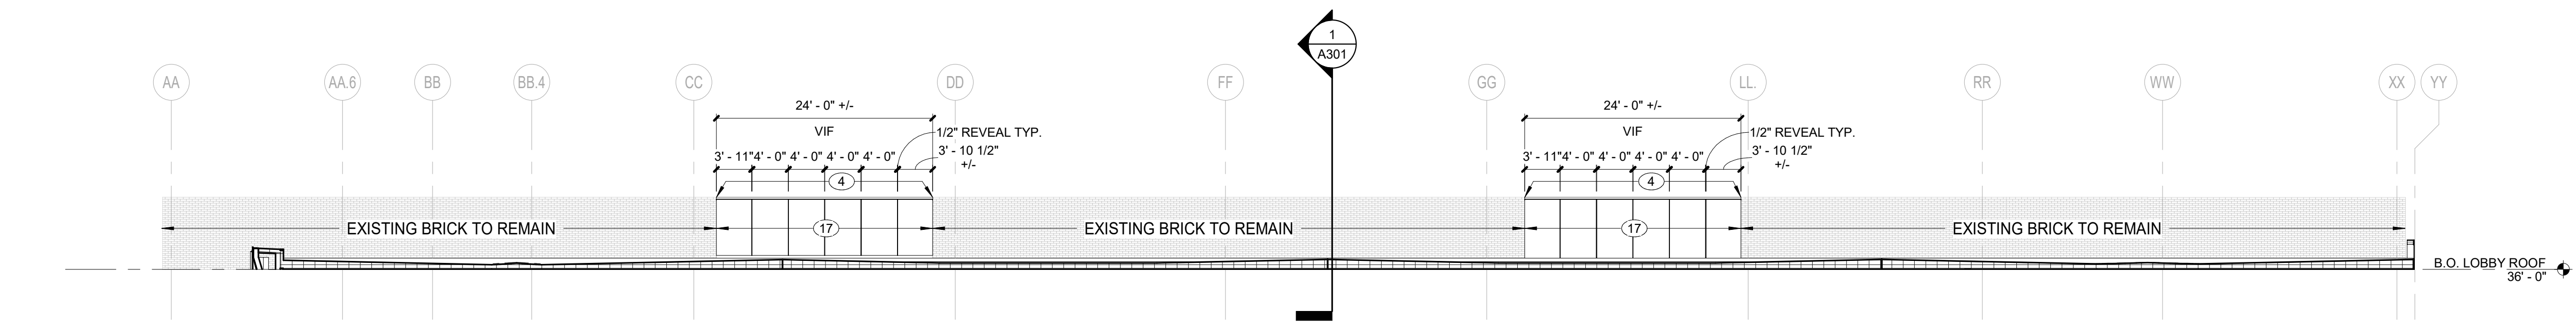 1
A301
AA
AA.6
BB
BB.4
CC
DD
FF
GG
LL.
RR
WW
XX
YY
24' - 0" +/-
24' - 0" +/-
VIF
1/2" REVEAL TYP.
VIF
1/2" REVEAL TYP.
3' - 11" 4' - 0" 4' - 0" 4' - 0" 4' - 0"
3' - 10 1/2"
+/-
3' - 11" 4' - 0" 4' - 0" 4' - 0" 4' - 0"
3' - 10 1/2"
+/-
4
4
EXISTING BRICK TO REMAIN
17
EXISTING BRICK TO REMAIN
17
EXISTING BRICK TO REMAIN
B.O. LOBBY ROOF
36' - 0"